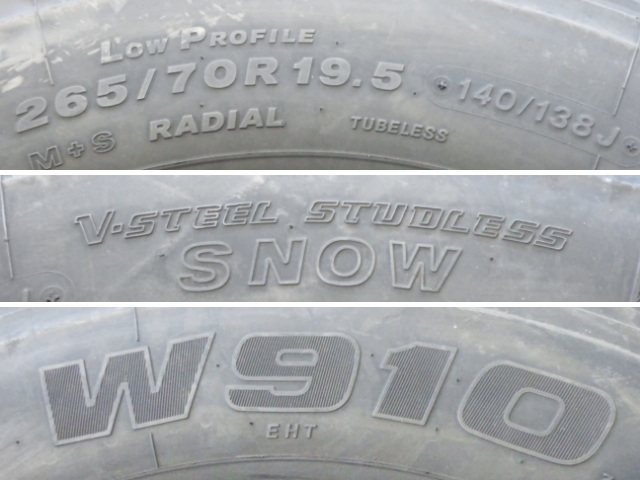 LOW PROFILE
265/70R19.5 140/138J
M+S RADIAL TUBELESS
V-STEEL STUDLESS
SNOW
W910
EHT